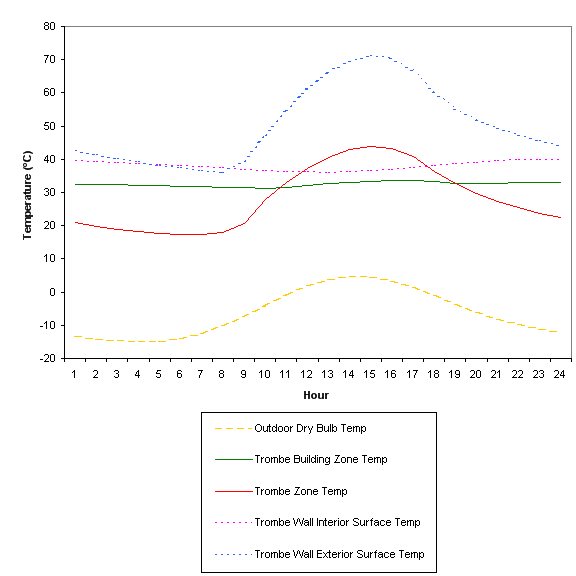 80
70
60
50
40
30
20
10
0
-10
-20
Temperature (ºC)
1 2 3 4 5 6 7 8 9 10 11 12 13 14 15 16 17 18 19 20 21 22 23 24
Hour
Outdoor Dry Bulb Temp
Trombe Building Zone Temp
Trombe Zone Temp
Trombe Wall Interior Surface Temp
Trombe Wall Exterior Surface Temp